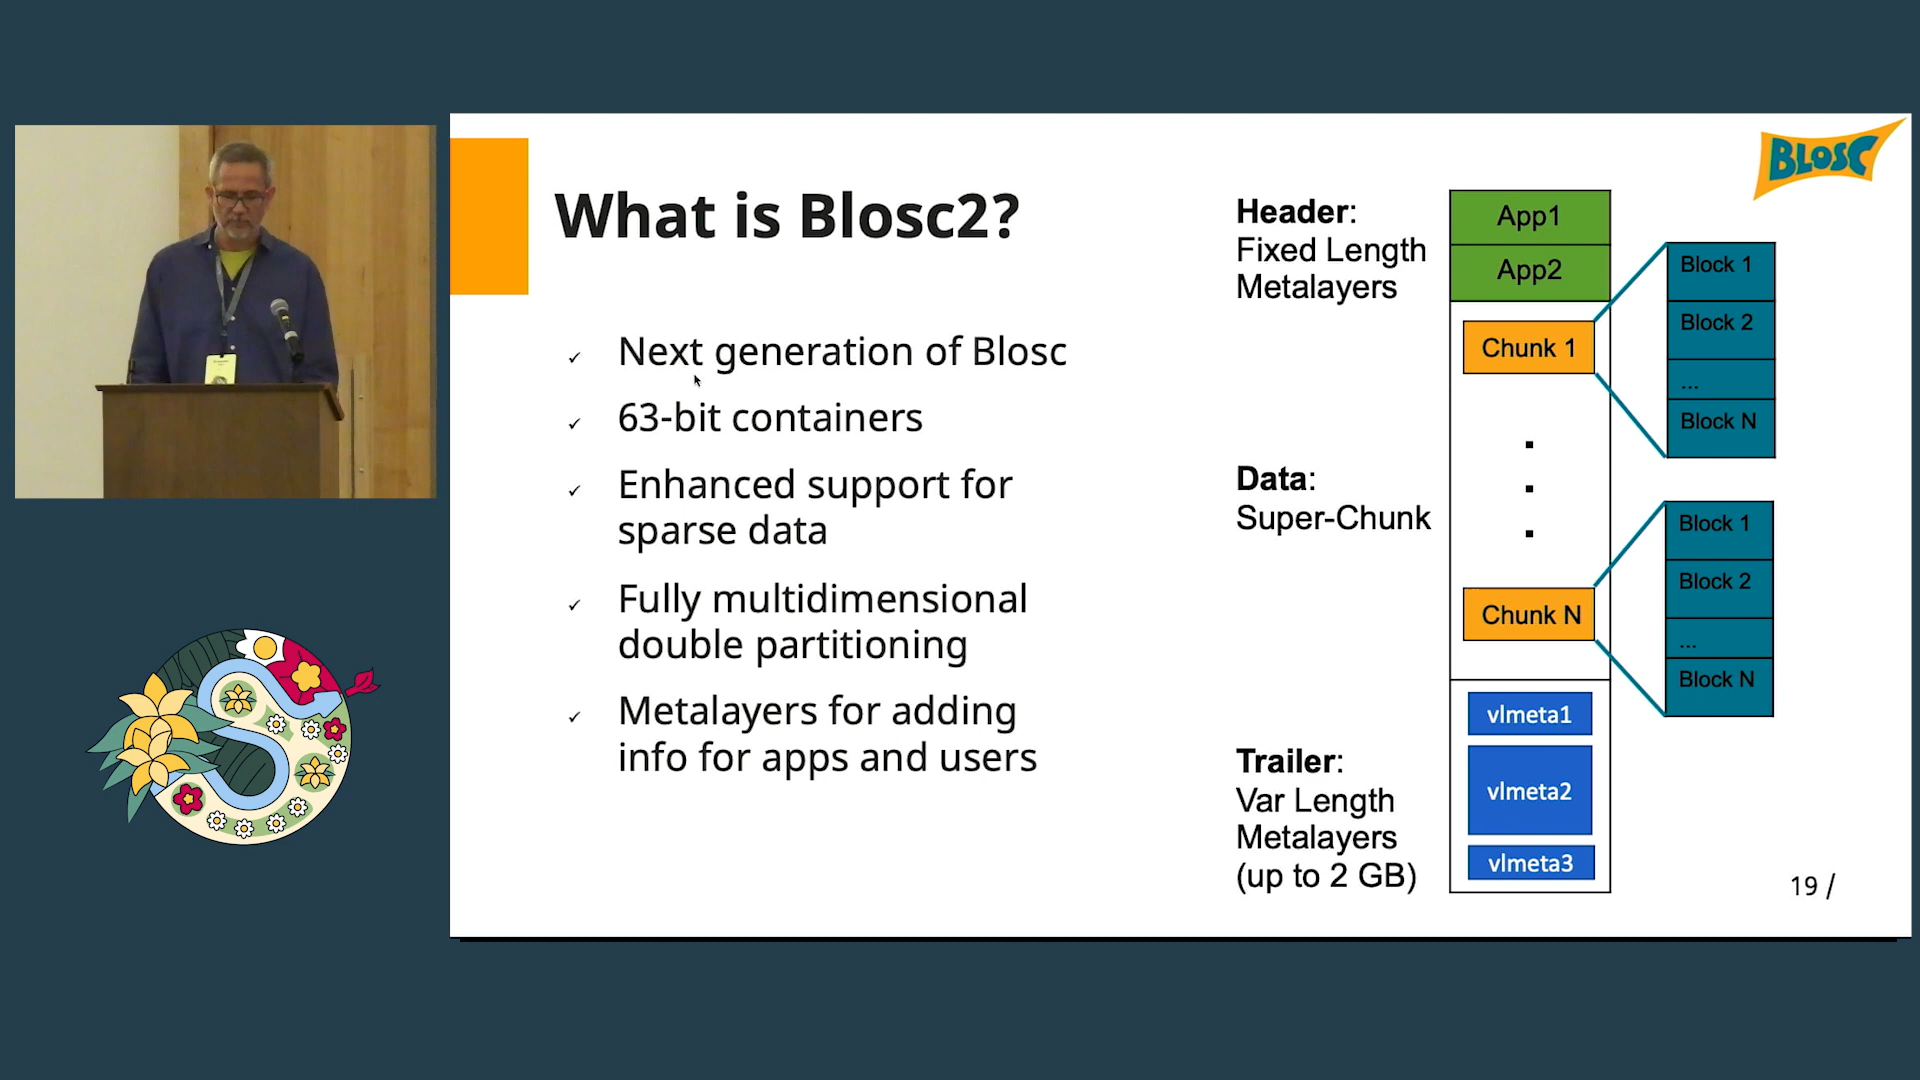 BLOSC
What is Blosc2?
✓ Next generation of Blosc
✓ 63-bit containers
✓ Enhanced support for
sparse data
✓ Fully multidimensional
double partitioning
✓ Metalayers for adding
info for apps and users
Header:
Fixed Length
Metalayers
Data:
Super-Chunk
Trailer:
Var Length
Metalayers
(up to 2 GB)
App1
App2
Chunk 1
.
.
.
Chunk N
vlmeta1
vlmeta2
vlmeta3
Block 1
Block 2
...
Block N
Block 1
Block 2
...
Block N
19 /